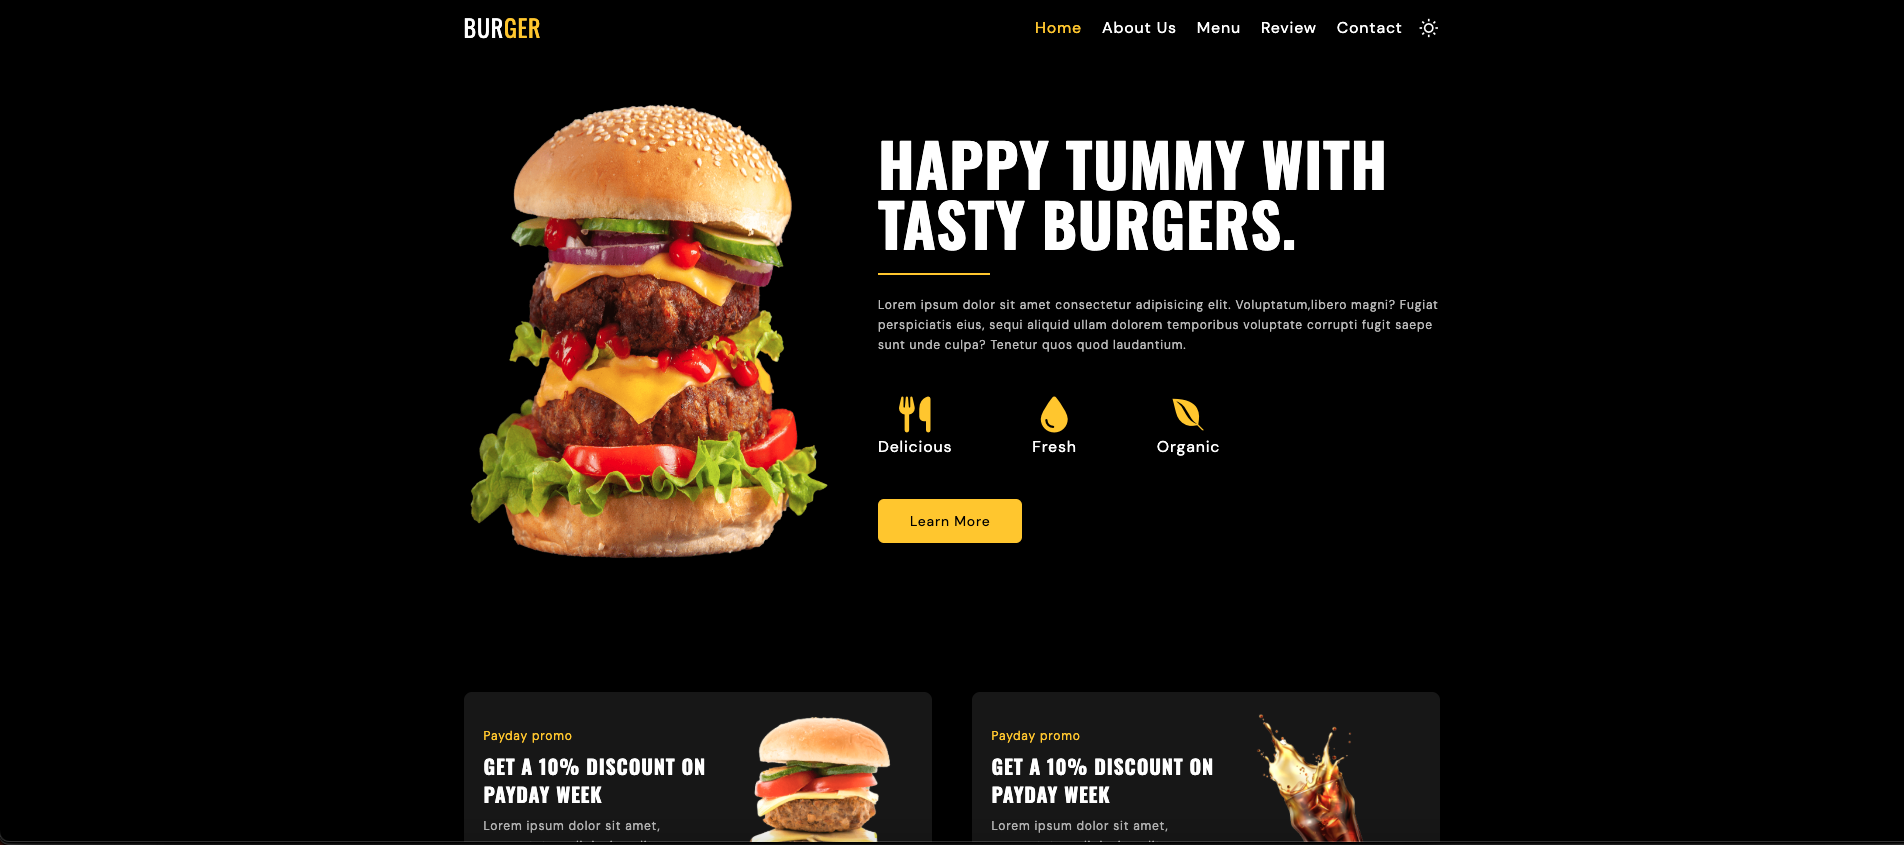 BURGER
Home About Us Menu Review Contact
HAPPY TUMMY WITH
TASTY BURGERS.
Lorem ipsum dolor sit amet consectetur adipisicing elit. Voluptatum,libero magni? Fugiat
perspiciatis eius, sequi aliquid ullam dolorem temporibus voluptate corrupti fugit saepe
sunt unde culpa? Tenetur quos quod laudantium.
Delicious Fresh Organic
Learn More
Payday promo
GET A 10% DISCOUNT ON
PAYDAY WEEK
Lorem ipsum dolor sit amet,
Payday promo
GET A 10% DISCOUNT ON
PAYDAY WEEK
Lorem ipsum dolor sit amet,